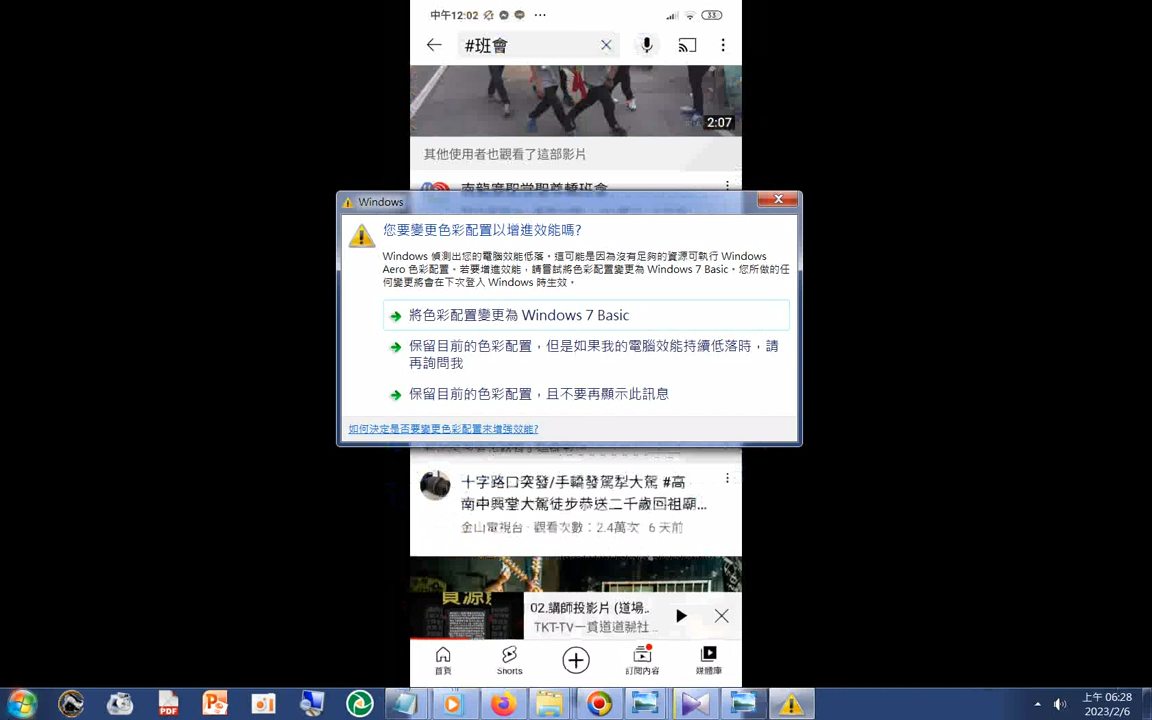 中午12:02
33
#班會
2:07
其他使用者也觀看了這部影片
Windows
您要變更色彩配置以增進效能嗎?
Windows 偵測出您的電腦效能低落。這可能是因為沒有足夠的資源可執行 Windows
Aero 色彩配置。若要增進效能，請嘗試將色彩配置變更為 Windows 7 Basic。您所做的任
何變更將會在下次登入 Windows 時生效。
將色彩配置變更為 Windows 7 Basic
保留目前的色彩配置，但是如果我的電腦效能持續低落時，請
再詢問我
保留目前的色彩配置，且不要再顯示此訊息
如何決定是否要變更色彩配置來增強效能?
十字路口突發/手轎發駕犁大駕 #高
南中興堂大駕徒步恭送二千歲回祖廟...
金山電視台 · 觀看次數：2.4萬次 6 天前
02.講師投影片 (道場..
TKT-TV一貫道道
首頁
Shorts
訂閱內容
媒體庫
PDF
上午 06:28
2023/2/6